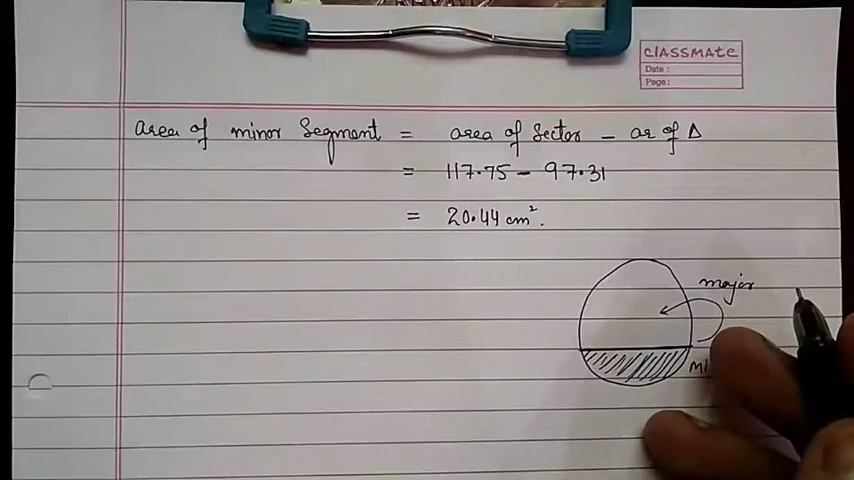 CLASSMATE
Date :
Page :
area of minor Segment = area of Sector - ar of Δ
= 117.75 - 97.31
= 20.44 cm².
major